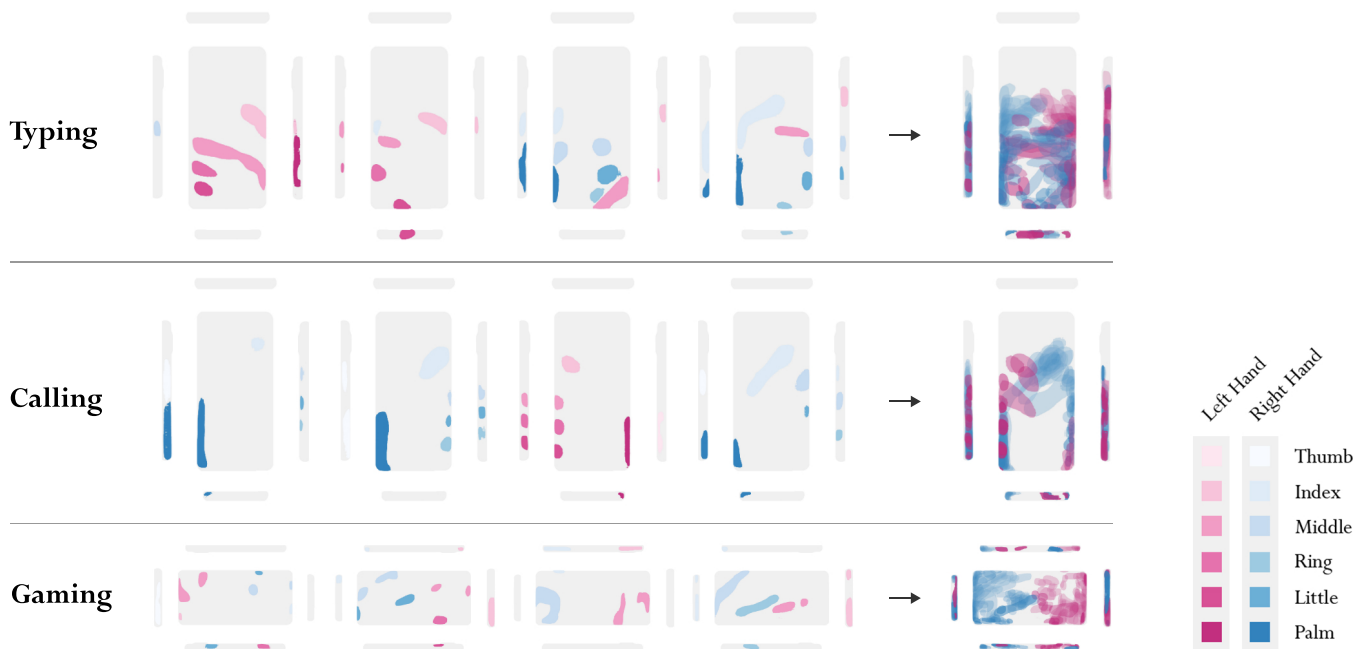 Typing
Calling
Left Hand
Right Hand
Thumb
Index
Middle
Ring
Gaming
Little
Palm